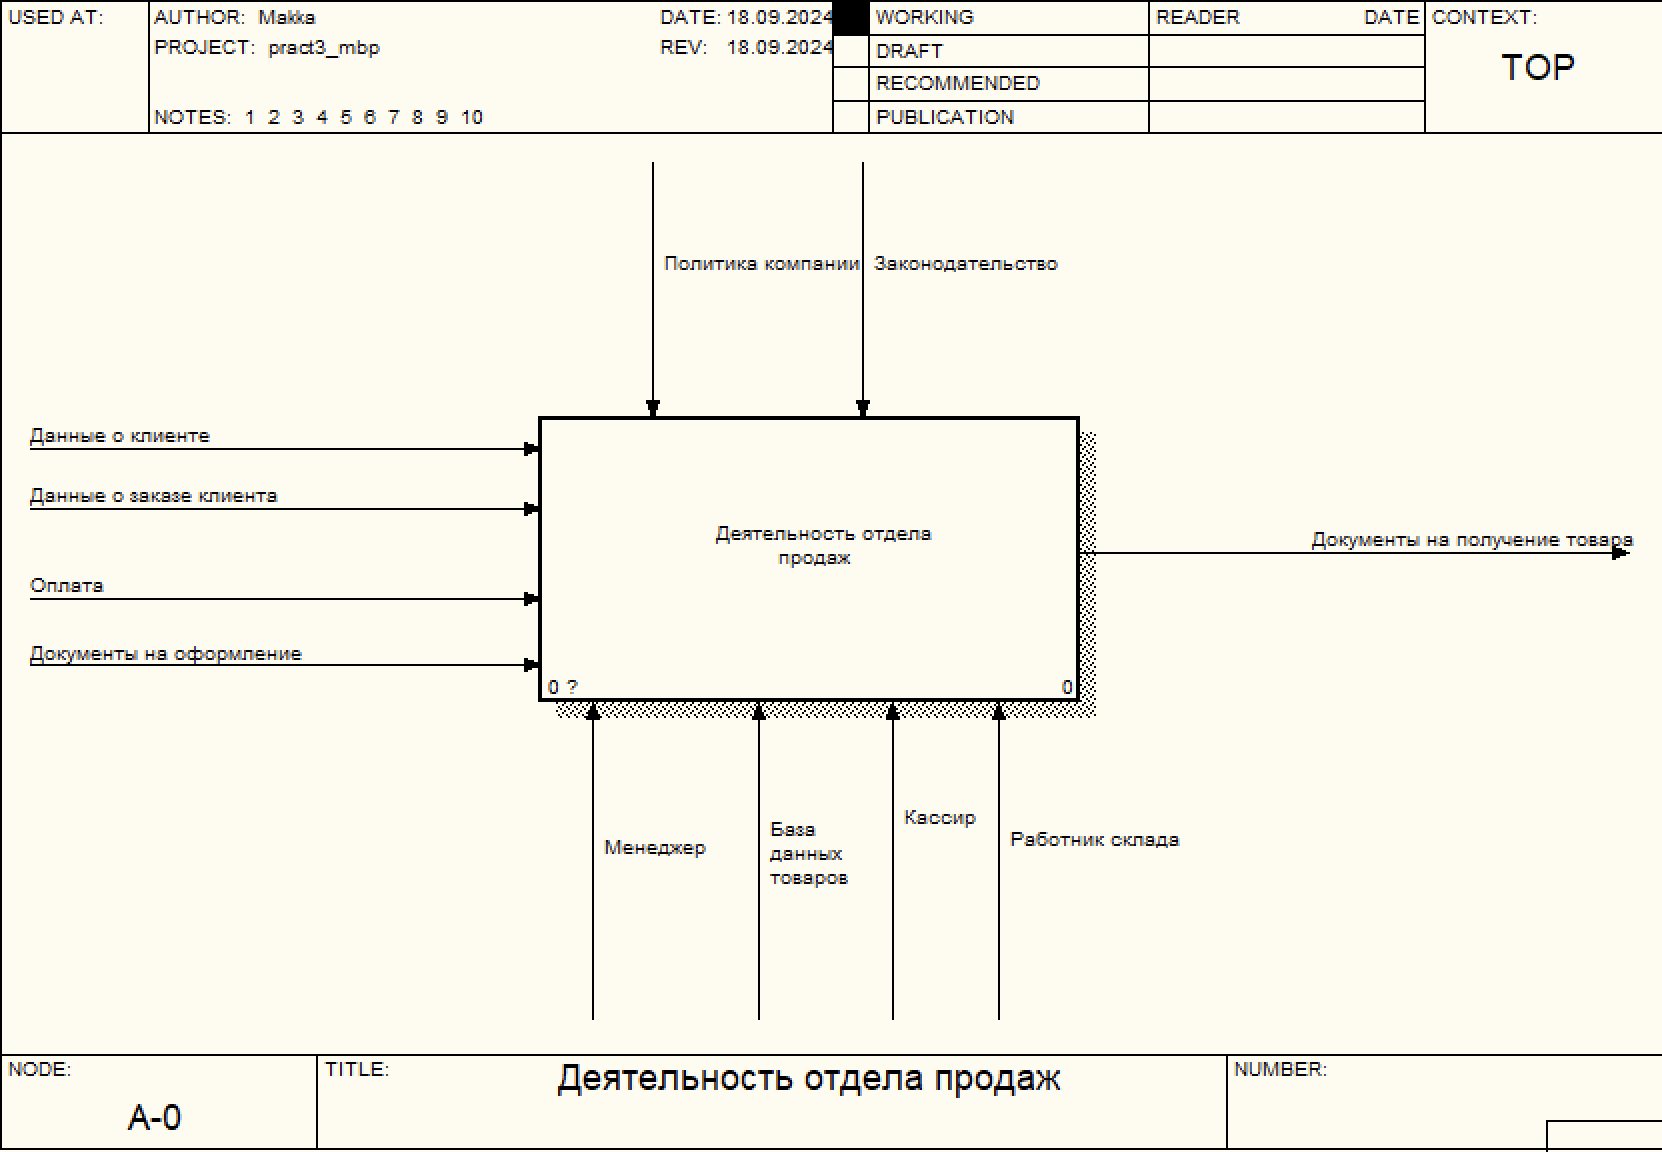 USED AT:
AUTHOR: Makka
DATE: 18.09.2024
PROJECT: pract3_mbp
REV: 18.09.2024
NOTES: 1 2 3 4 5 6 7 8 9 10
WORKING
DRAFT
RECOMMENDED
PUBLICATION
READER
DATE
CONTEXT:
TOP
Политика компании
Законодательство
Данные о клиенте
Данные о заказе клиента
Оплата
Документы на оформление
Деятельность отдела
продаж
0 ?
0
Документы на получение товара
Менеджер
База
данных
товаров
Кассир
Работник склада
NODE:
A-0
TITLE:
Деятельность отдела продаж
NUMBER: